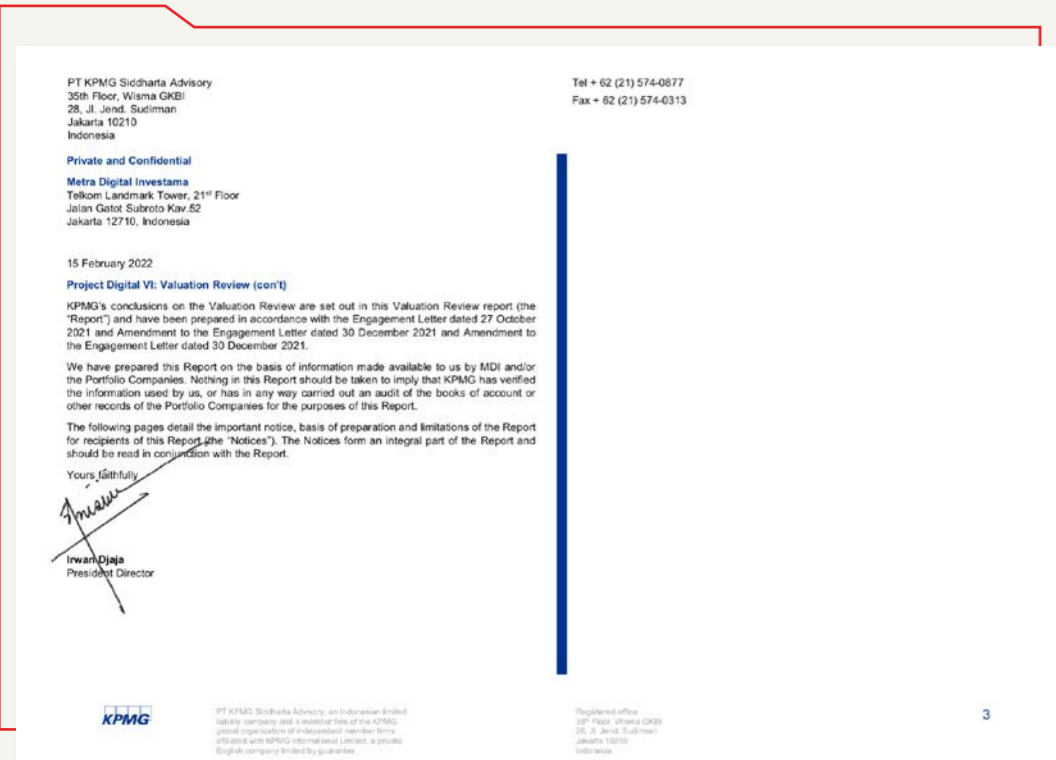 PT KPMG Siddharta Advisory
35th Floor, Wisma GKBI
28, Jl. Jend. Sudirman
Jakarta 10210
Indonesia
Tel + 62 (21) 574-0877
Fax + 62 (21) 574-0313
Private and Confidential
Metra Digital Investama
Telkom Landmark Tower, 21st Floor
Jalan Gatot Subroto Kav.52
Jakarta 12710, Indonesia
15 February 2022
Project Digital VI: Valuation Review (con't)
KPMG's conclusions on the Valuation Review are set out in this Valuation Review report (the
"Report") and have been prepared in accordance with the Engagement Letter dated 27 October
2021 and Amendment to the Engagement Letter dated 30 December 2021 and Amendment to
the Engagement Letter dated 30 December 2021.
We have prepared this Report on the basis of information made available to us by MDI and/or
the Portfolio Companies. Nothing in this Report should be taken to imply that KPMG has verified
the information used by us, or has in any way carried out an audit of the books of account or
other records of the Portfolio Companies for the purposes of this Report.
The following pages detail the important notice, basis of preparation and limitations of the Report
for recipients of this Report (the "Notices"). The Notices form an integral part of the Report and
should be read in conjunction with the Report.
Yours faithfully
Irwan Djaja
President Director
KPMG
PT KPMG Siddharta Advisory, an Indonesian limited
liability company and a member firm of the KPMG
global organization of independent member firms
affiliated with KPMG International Limited, a private
English company limited by guarantee.
Registered office
35th Floor, Wisma GKBI
28, Jl. Jend. Sudirman
Jakarta 10210
Indonesia
3